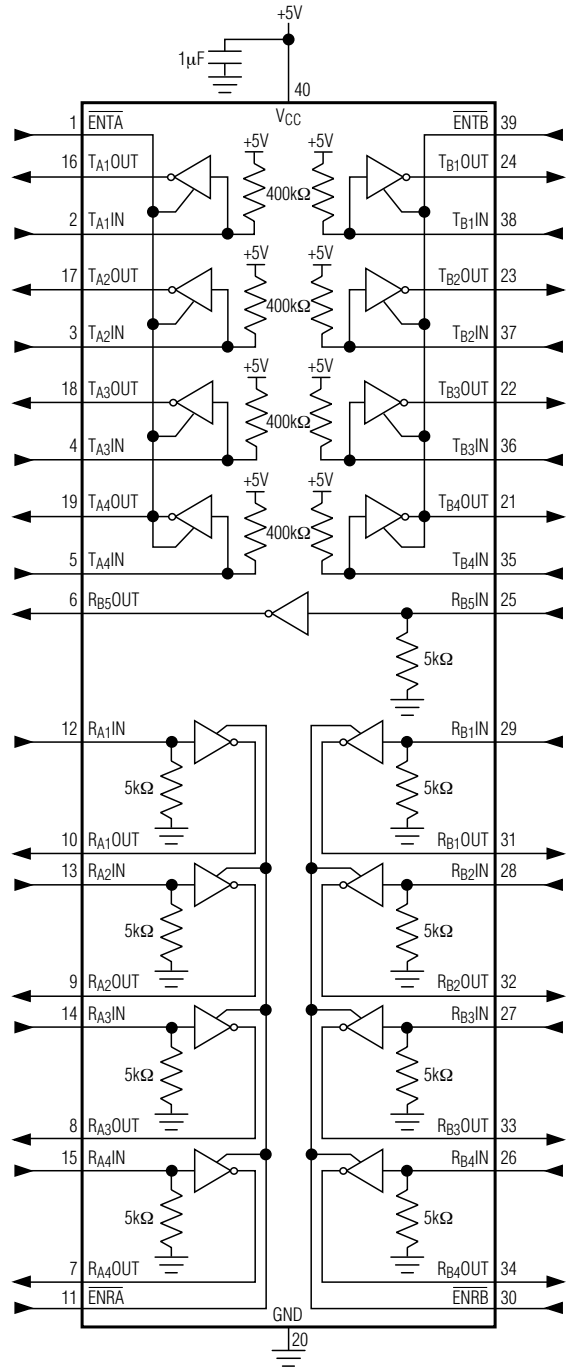 +5V
1µF
40
VCC
1 ENTA ENTB 39
16 TA1OUT +5V +5V TB1OUT 24
400kΩ
2 TA1IN TB1IN 38
17 TA2OUT +5V +5V TB2OUT 23
400kΩ
3 TA2IN TB2IN 37
18 TA3OUT +5V +5V TB3OUT 22
400kΩ
4 TA3IN TB3IN 36
19 TA4OUT +5V +5V TB4OUT 21
400kΩ
5 TA4IN TB4IN 35
6 RB5OUT RB5IN 25
5kΩ
12 RA1IN RB1IN 29
5kΩ 5kΩ
10 RA1OUT RB1OUT 31
13 RA2IN RB2IN 28
5kΩ 5kΩ
9 RA2OUT RB2OUT 32
14 RA3IN RB3IN 27
5kΩ 5kΩ
8 RA3OUT RB3OUT 33
15 RA4IN RB4IN 26
5kΩ 5kΩ
7 RA4OUT RB4OUT 34
11 ENRA ENRB 30
GND
20